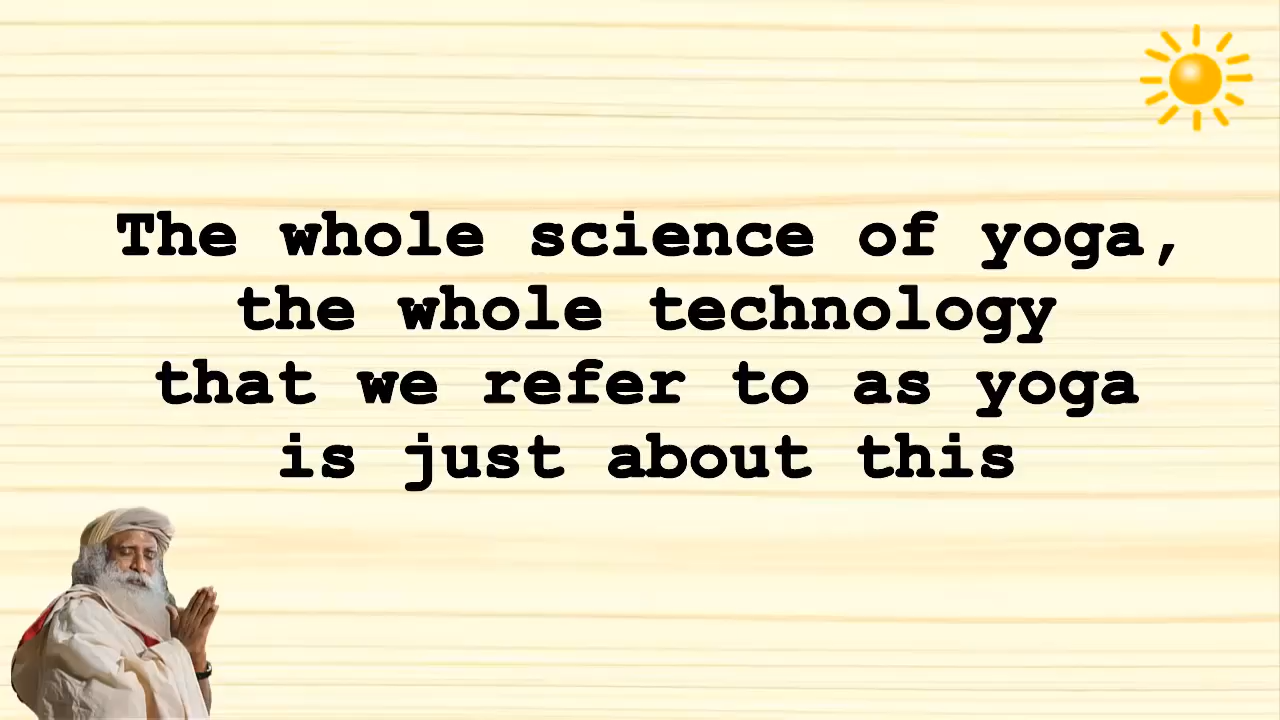 The whole science of yoga,
the whole technology
that we refer to as yoga
is just about this